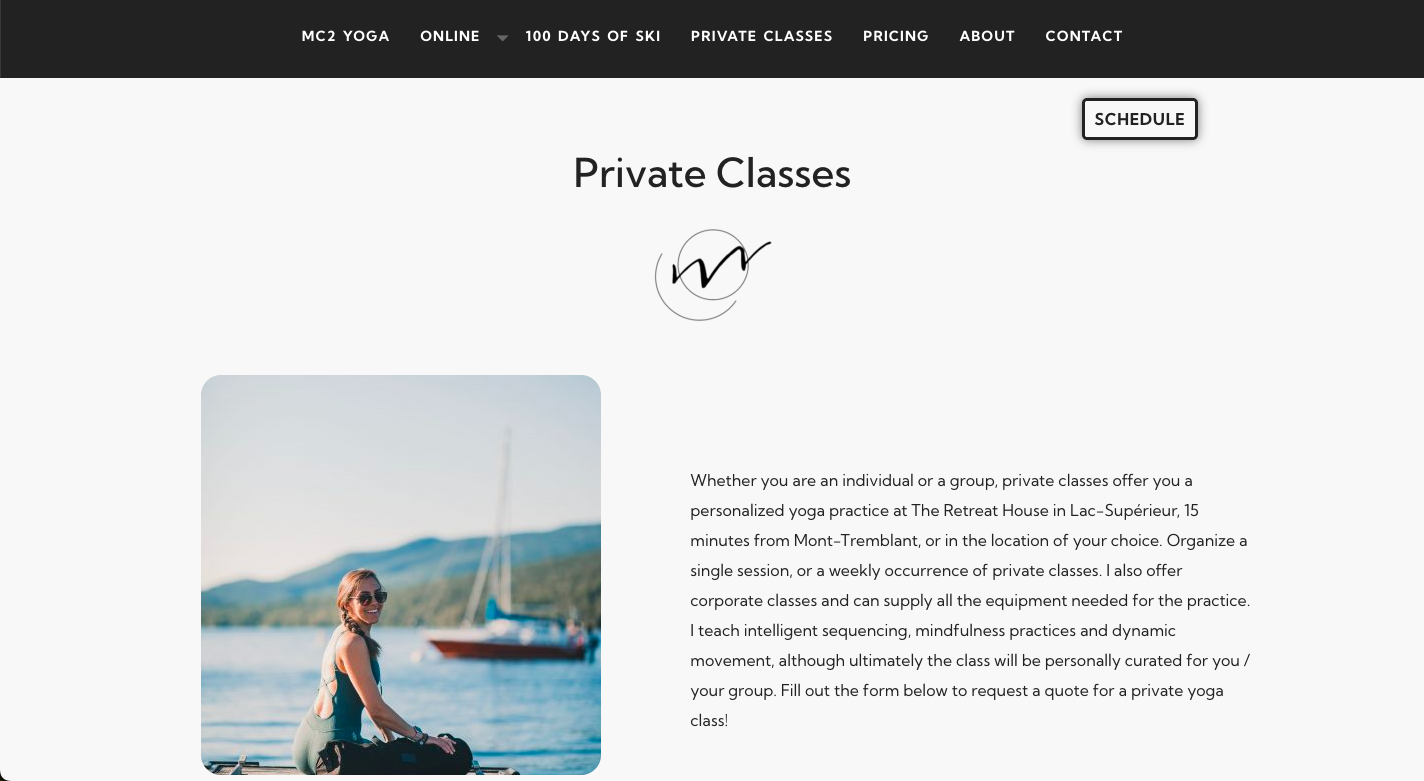 MC2 YOGA ONLINE 100 DAYS OF SKI PRIVATE CLASSES PRICING ABOUT CONTACT
SCHEDULE
Private Classes
Whether you are an individual or a group, private classes offer you a
personalized yoga practice at The Retreat House in Lac-Supérieur, 15
minutes from Mont-Tremblant, or in the location of your choice. Organize a
single session, or a weekly occurrence of private classes. I also offer
corporate classes and can supply all the equipment needed for the practice.
I teach intelligent sequencing, mindfulness practices and dynamic
movement, although ultimately the class will be personally curated for you /
your group. Fill out the form below to request a quote for a private yoga
class!